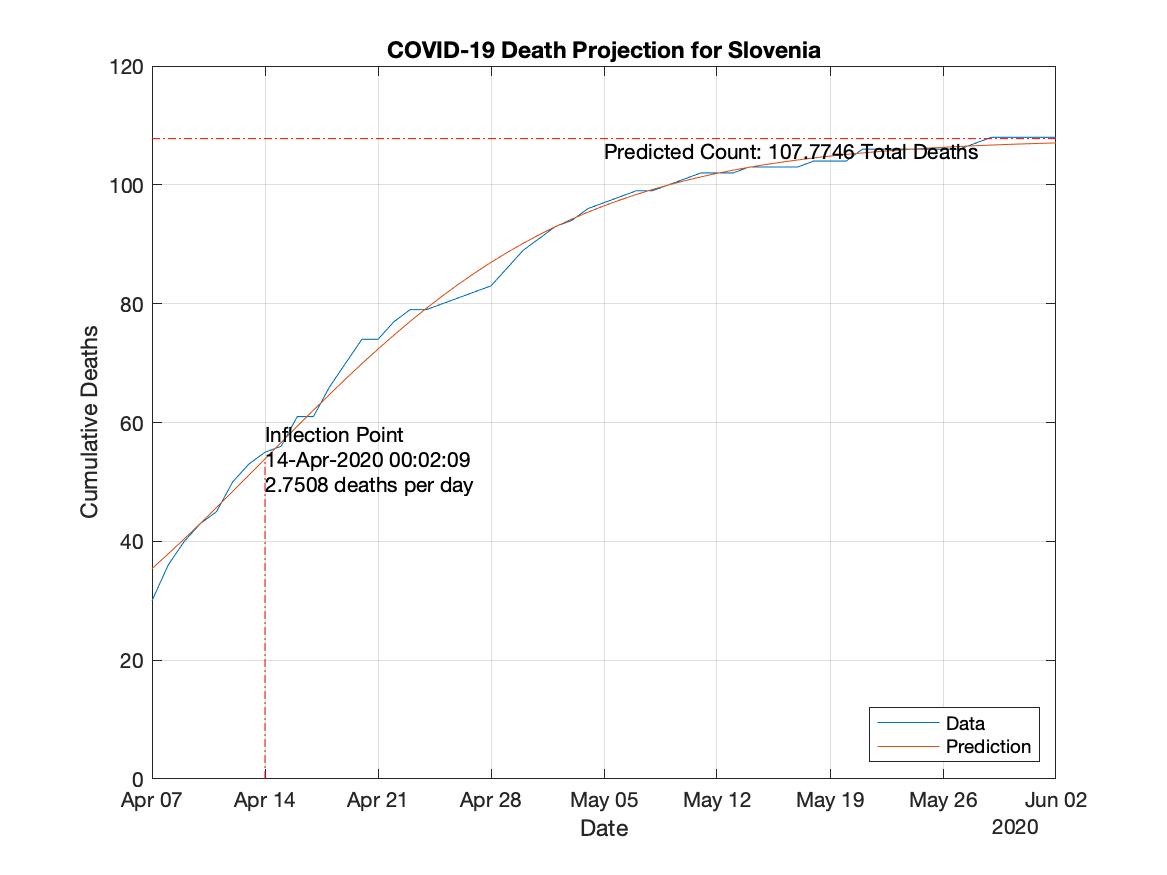 COVID-19 Death Projection for Slovenia
120
100
80
60
40
20
0
Cumulative Deaths
Predicted Count: 107.7746 Total Deaths
Inflection Point
14-Apr-2020 00:02:09
2.7508 deaths per day
Data
Prediction
Apr 07 Apr 14 Apr 21 Apr 28 May 05 May 12 May 19 May 26 Jun 02
Date
2020